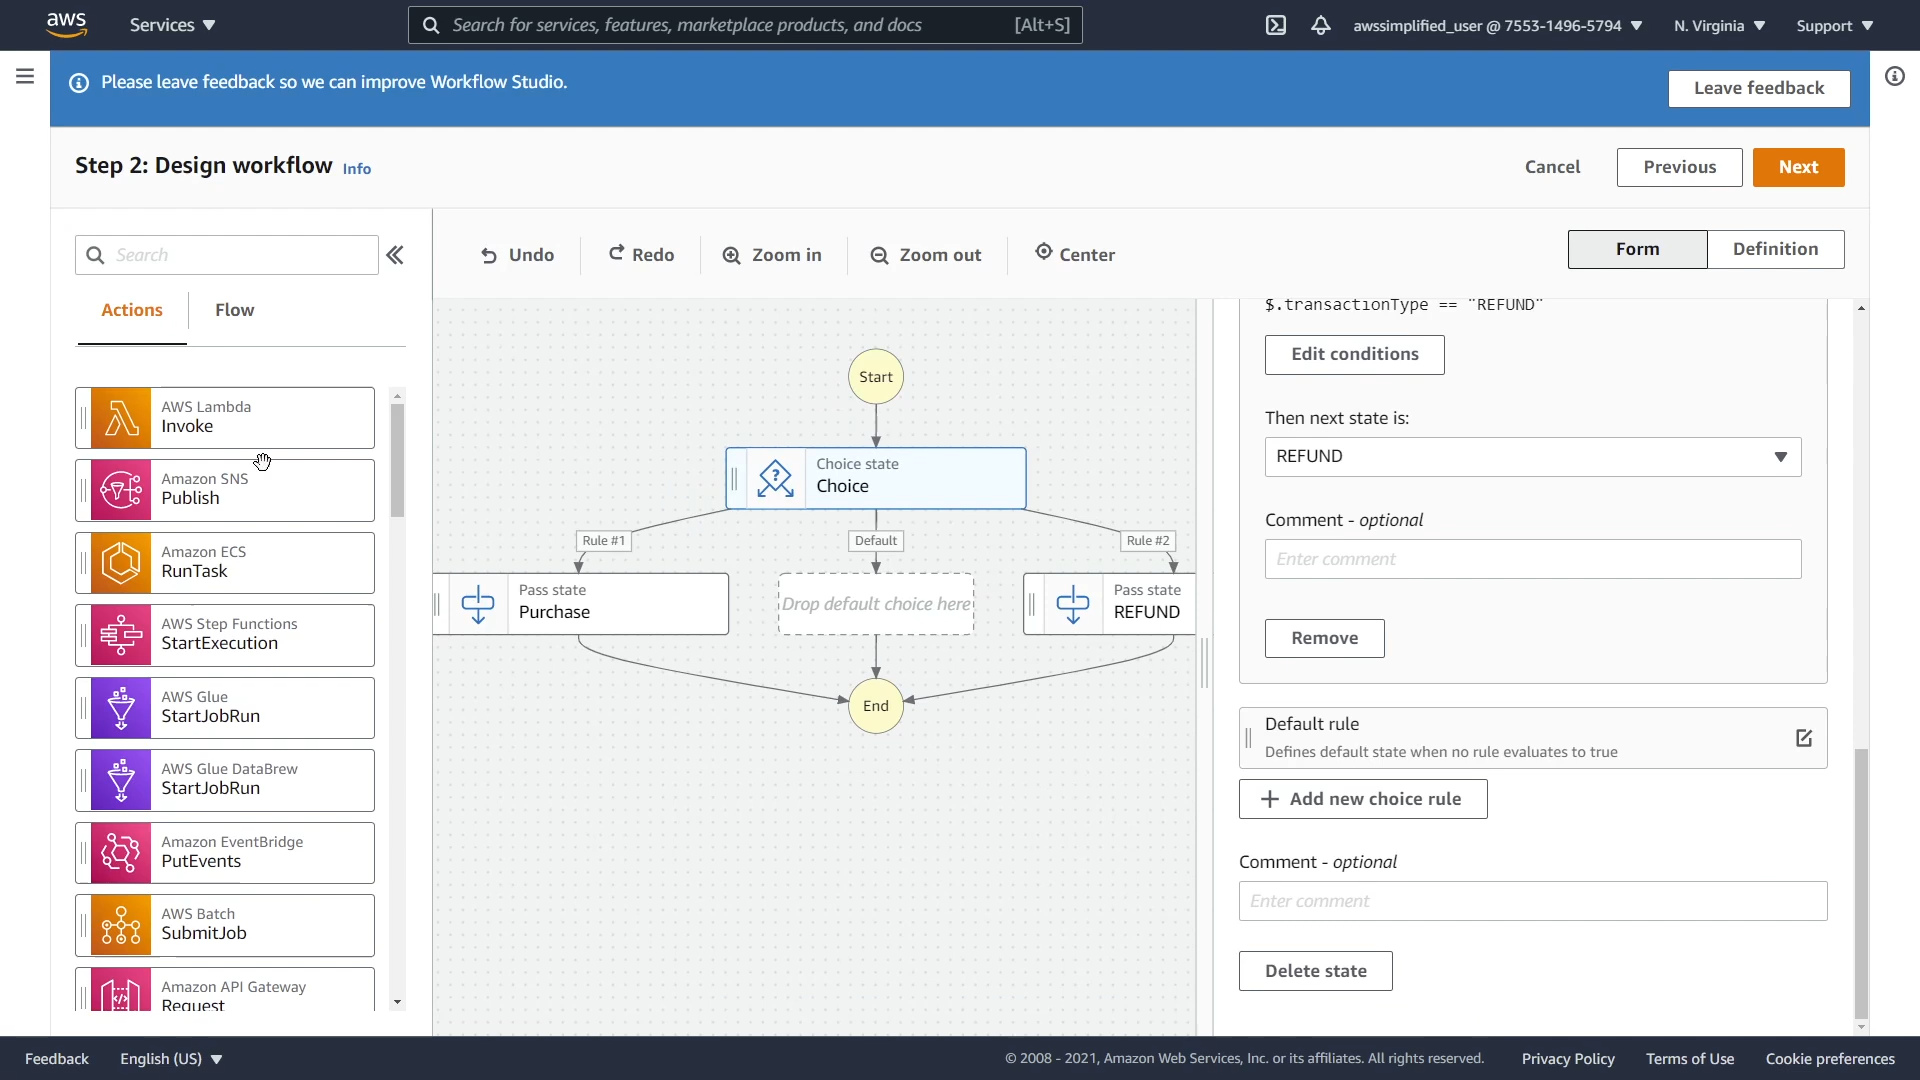 aws
Services
Search for services, features, marketplace products, and docs
[Alt+S]
awssimplified_user @ 7553-1496-5794
N. Virginia
Support
Please leave feedback so we can improve Workflow Studio.
Leave feedback
Step 2: Design workflow
Info
Cancel
Previous
Next
Search
Actions
Flow
AWS Lambda
Invoke
Amazon SNS
Publish
Amazon ECS
RunTask
AWS Step Functions
StartExecution
AWS Glue
StartJobRun
AWS Glue DataBrew
StartJobRun
Amazon EventBridge
PutEvents
AWS Batch
SubmitJob
Amazon API Gateway
Request
Undo
Redo
Zoom in
Zoom out
Center
Form
Definition
Start
Choice state
Choice
Rule #1
Default
Rule #2
Pass state
Purchase
Drop default choice here
Pass state
REFUND
End
$.transactionType == "REFUND"
Edit conditions
Then next state is:
REFUND
Comment - optional
Enter comment
Remove
Default rule
Defines default state when no rule evaluates to true
Add new choice rule
Comment - optional
Enter comment
Delete state
Feedback
English (US)
© 2008 - 2021, Amazon Web Services, Inc. or its affiliates. All rights reserved.
Privacy Policy
Terms of Use
Cookie preferences